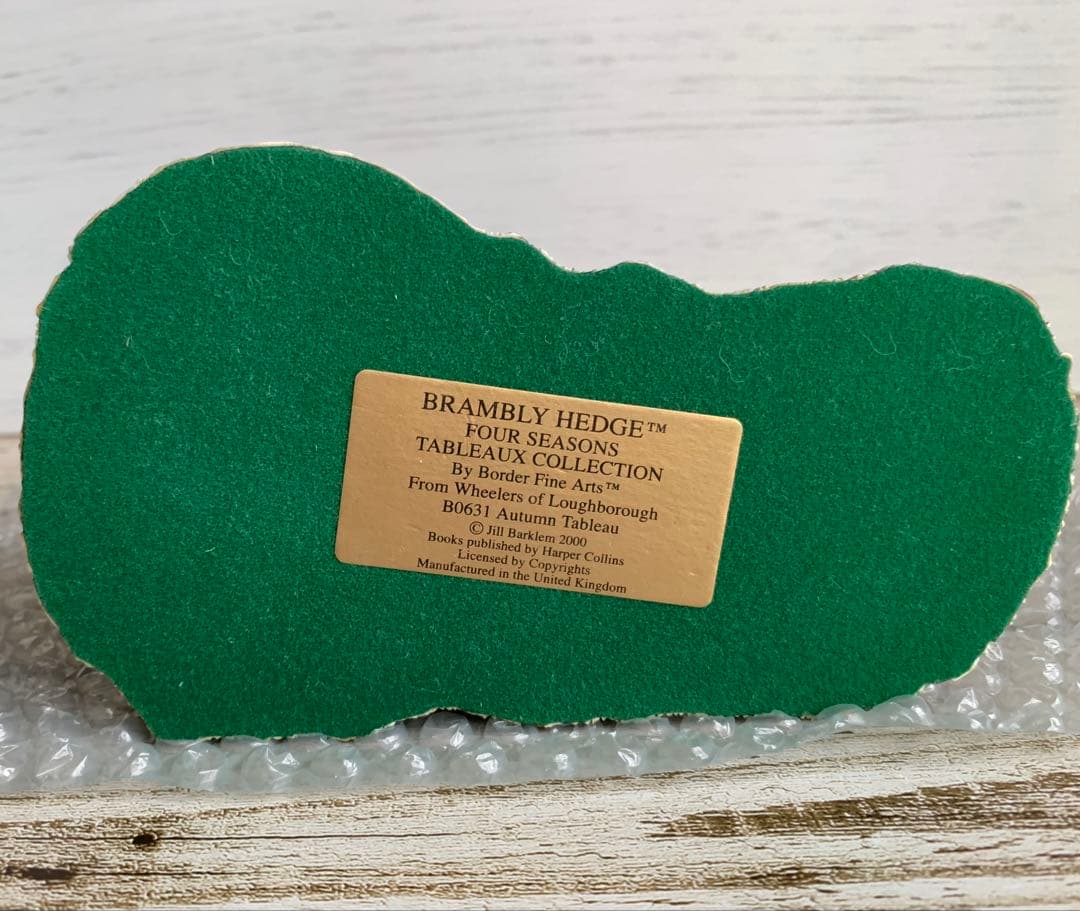 BRAMBLY HEDGE™
FOUR SEASONS
TABLEAUX COLLECTION
By Border Fine Arts™
From Wheelers of Loughborough
B0631 Autumn Tableau
© Jill Barklem 2000
Books published by Harper Collins
Licensed by Copyrights
Manufactured in the United Kingdom